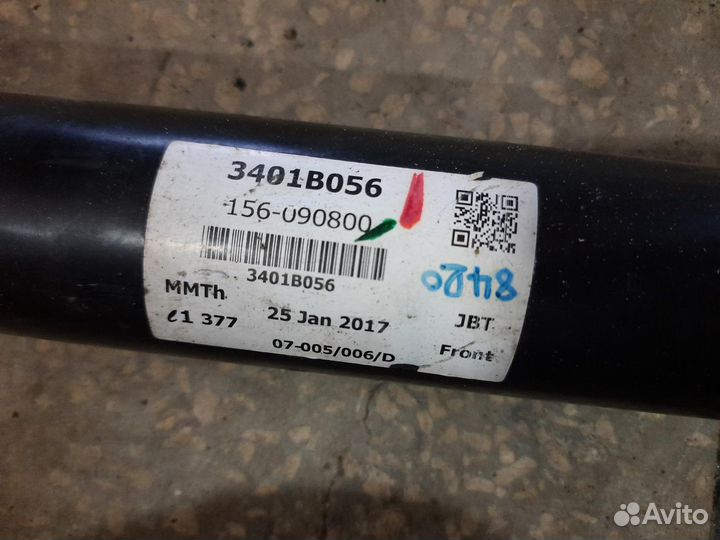 3401B056
156-090800
3401B056
8420
MMTh
l1 377
25 Jan 2017
JBT
07-005/006/D
Front
Avito